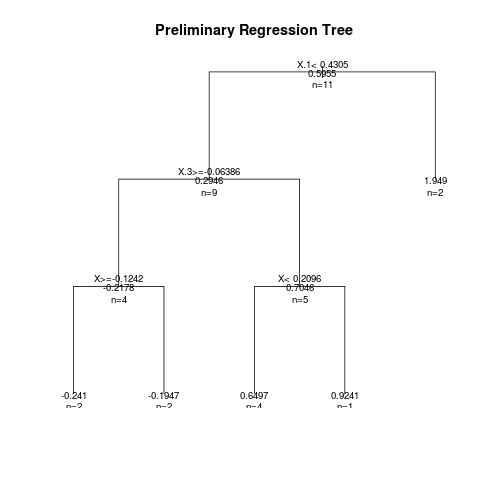 Preliminary Regression Tree
X.1< 0.4305
0.5955
n=11
X.3>=-0.06386
0.2946
n=9
1.949
n=2
X>=-0.1242
-0.2178
n=4
X< 0.2096
0.7046
n=5
-0.241
n=2
-0.1947
n=2
0.6497
n=4
0.9241
n=1